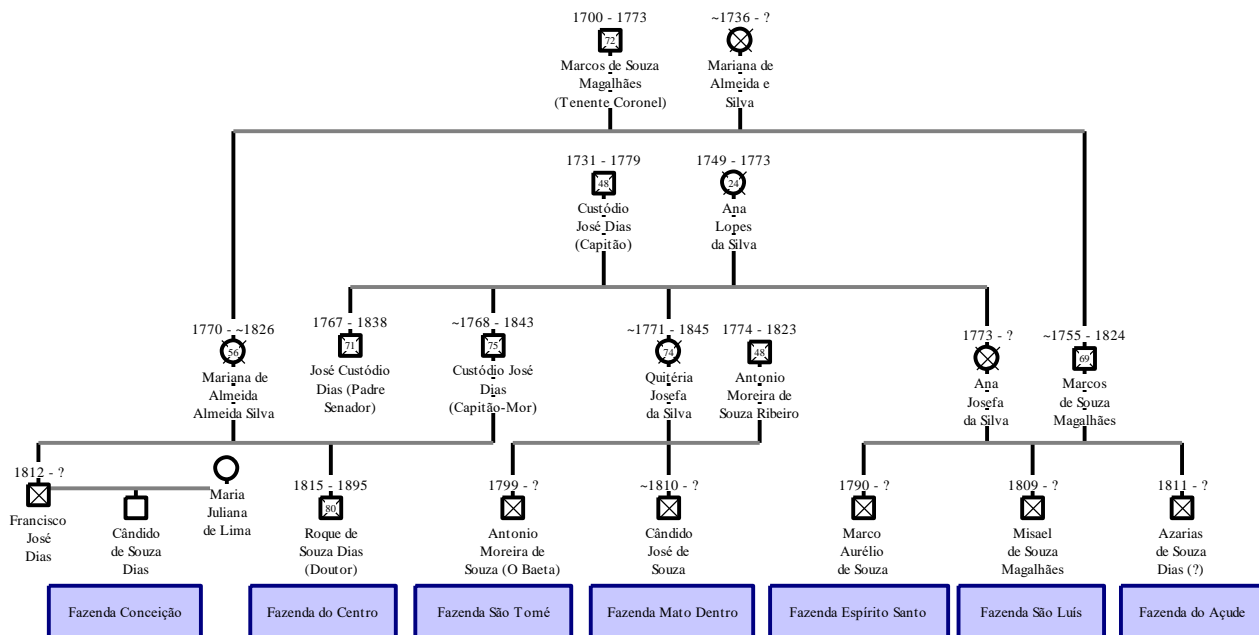 1700 - 1773
72
Marcos de Souza
Magalhães
(Tenente Coronel)
~1736 - ?
Mariana de
Almeida e
Silva
1731 - 1779
48
Custódio
José Dias
(Capitão)
1749 - 1773
24
Ana
Lopes
da Silva
1770 - ~1826
56
Mariana de
Almeida
Almeida Silva
1767 - 1838
71
José Custódio
Dias (Padre
Senador)
~1768 - 1843
75
Custódio José
Dias
(Capitão-Mor)
~1771 - 1845
74
Quitéria
Josefa
da Silva
1774 - 1823
48
Antonio
Moreira de
Souza Ribeiro
1773 - ?
Ana
Josefa
da Silva
~1755 - 1824
69
Marcos
de Souza
Magalhães
1812 - ?
Francisco
José
Dias
Cândido
de Souza
Dias
Maria
Juliana
de Lima
1815 - 1895
80
Roque de
Souza Dias
(Doutor)
1799 - ?
Antonio
Moreira de
Souza (O Baeta)
~1810 - ?
Cândido
José de
Souza
1790 - ?
Marco
Aurélio
de Souza
1809 - ?
Misael
de Souza
Magalhães
1811 - ?
Azarias
de Souza
Dias (?)
Fazenda Conceição
Fazenda do Centro
Fazenda São Tomé
Fazenda Mato Dentro
Fazenda Espírito Santo
Fazenda São Luís
Fazenda do Açude